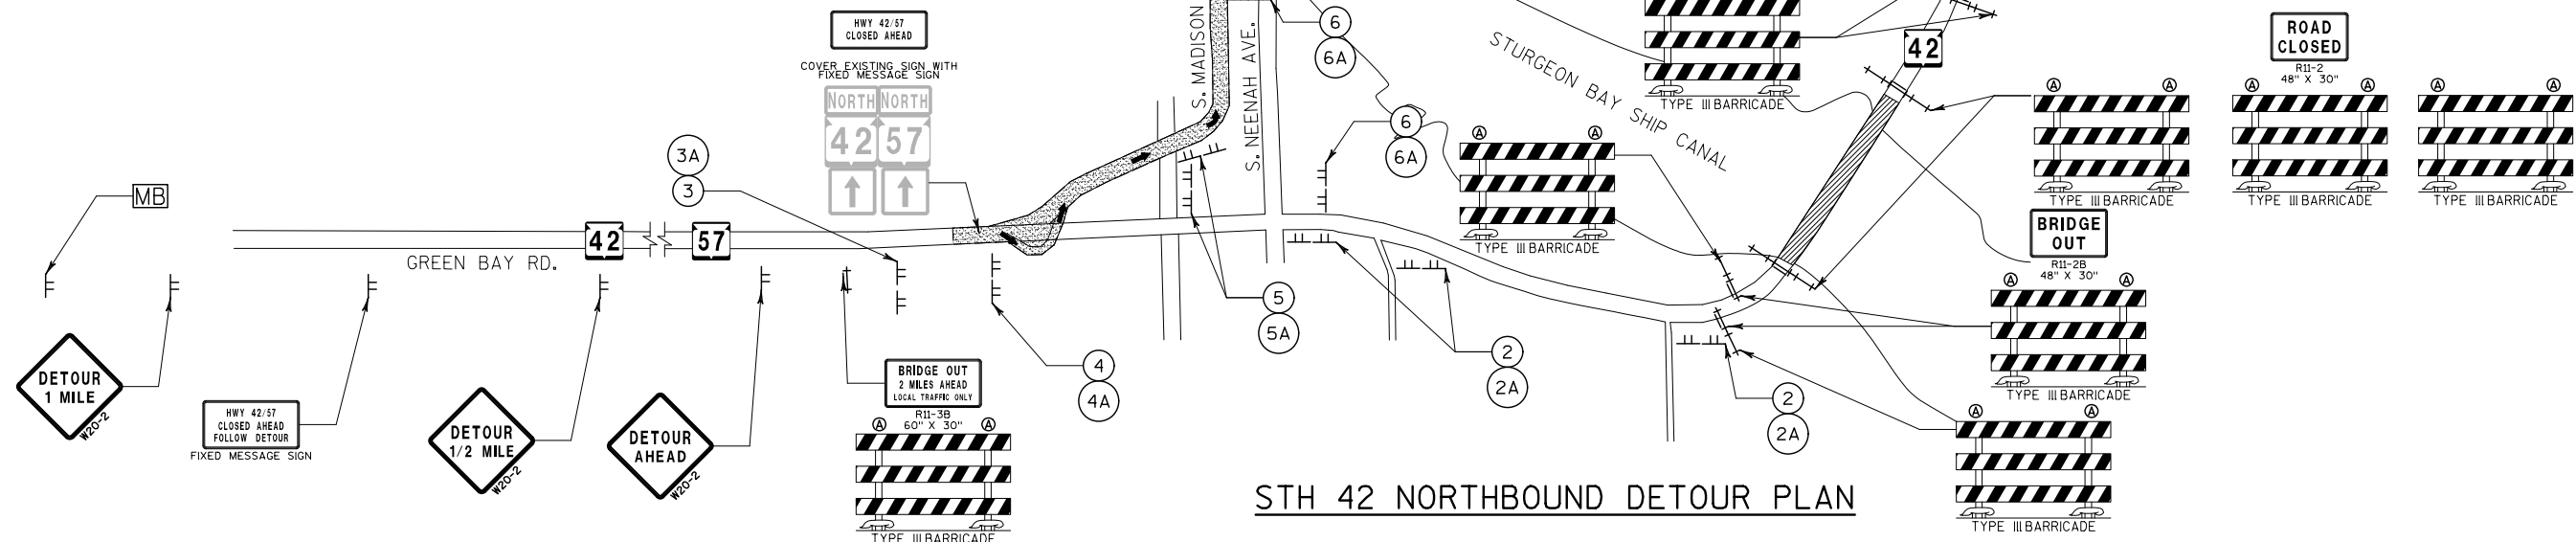 HWY 42/57
CLOSED AHEAD
COVER EXISTING SIGN WITH
FIXED MESSAGE SIGN
NORTH
NORTH
42
57
3A
3
MB
GREEN BAY RD.
42
57
DETOUR
1 MILE
W20-2
HWY 42/57
CLOSED AHEAD
FOLLOW DETOUR
FIXED MESSAGE SIGN
DETOUR
1/2 MILE
W20-2
DETOUR
AHEAD
W20-2
BRIDGE OUT
2 MILES AHEAD
LOCAL TRAFFIC ONLY
R11-3B
60" X 30"
A
A
TYPE III BARRICADE
4
4A
S. MADISON
S. NEENAH AVE.
6
6A
6
6A
5
5A
2
2A
2
2A
STURGEON BAY SHIP CANAL
TYPE III BARRICADE
A
A
TYPE III BARRICADE
42
ROAD
CLOSED
R11-2
48" X 30"
A
A
TYPE III BARRICADE
A
A
TYPE III BARRICADE
A
A
TYPE III BARRICADE
BRIDGE
OUT
R11-2B
48" X 30"
A
A
TYPE III BARRICADE
A
A
TYPE III BARRICADE
STH 42 NORTHBOUND DETOUR PLAN